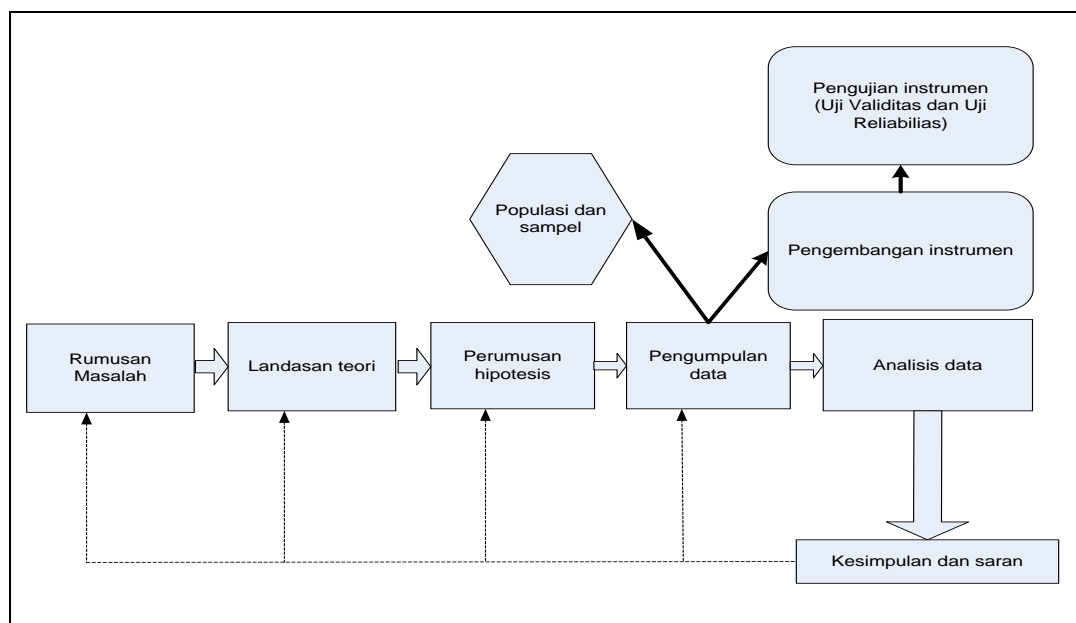 Pengujian instrumen
(Uji Validitas dan Uji
Reliabilias)
Populasi dan
sampel
Pengembangan instrumen
Rumusan
Masalah
Landasan teori
Perumusan
hipotesis
Pengumpulan
data
Analisis data
Kesimpulan dan saran